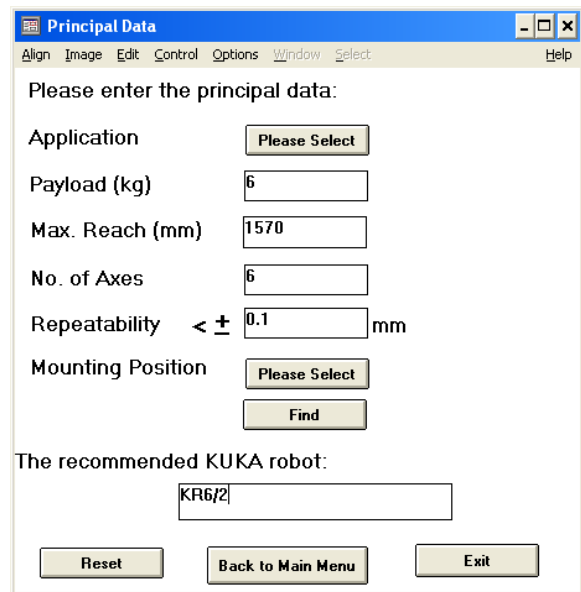 Principal Data
Align Image Edit Control Options Window Select Help
Please enter the principal data:
Application Please Select
Payload (kg) 6
Max. Reach (mm) 1570
No. of Axes 6
Repeatability < ± 0.1 mm
Mounting Position Please Select
Find
The recommended KUKA robot:
KR6/2
Reset Back to Main Menu Exit